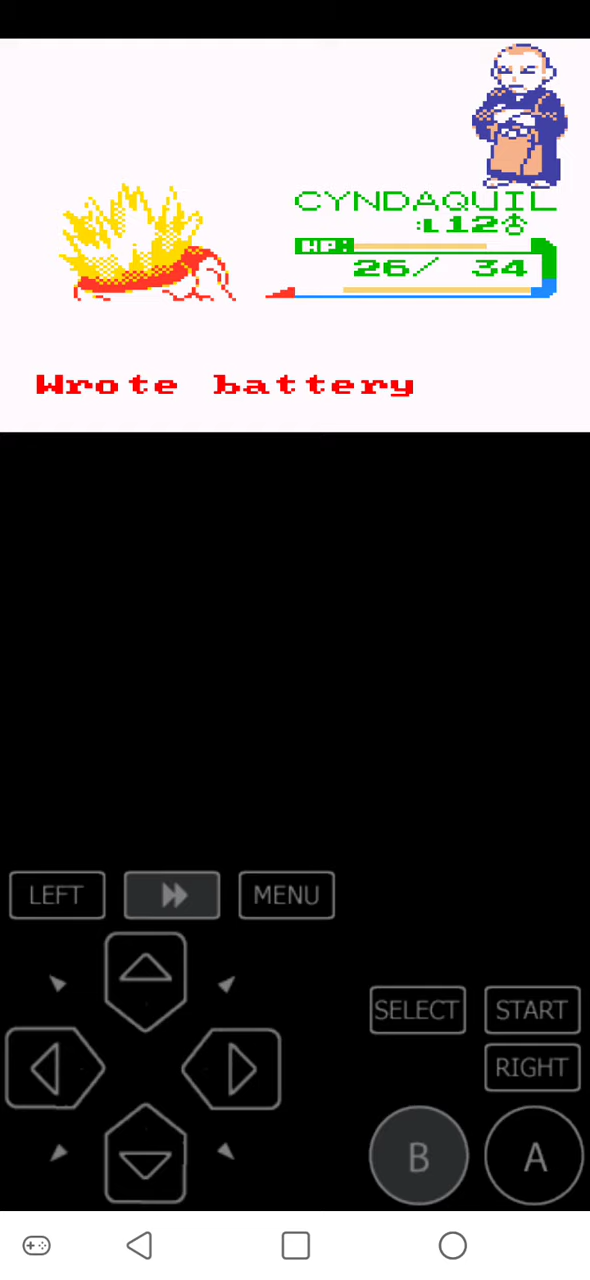 CYNDAQUIL
:L12♂
HP:
26/ 34
Wrote battery
LEFT
MENU
SELECT
START
RIGHT
B
A